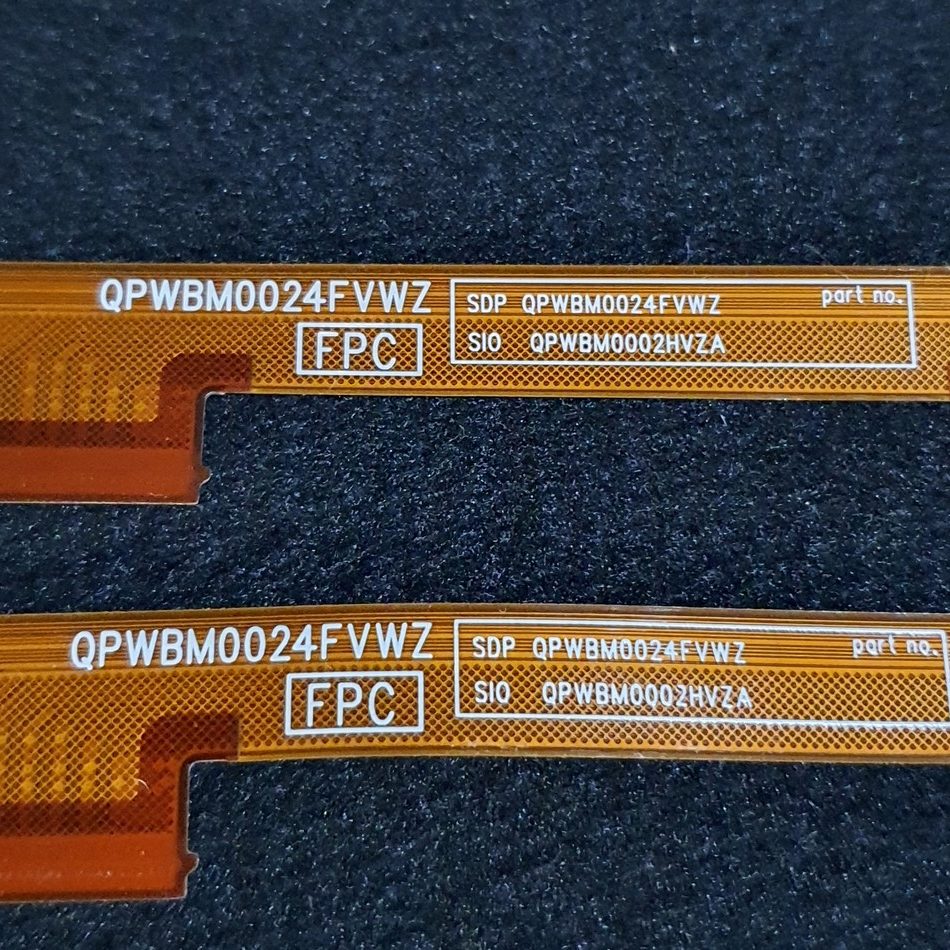 QPWBM0024FVWZ
FPC
part no.
SDP QPWBM0024FVWZ
SIO QPWBM0002HVZA
QPWBM0024FVWZ
FPC
part no.
SDP QPWBM0024FVWZ
SIO QPWBM0002HVZA